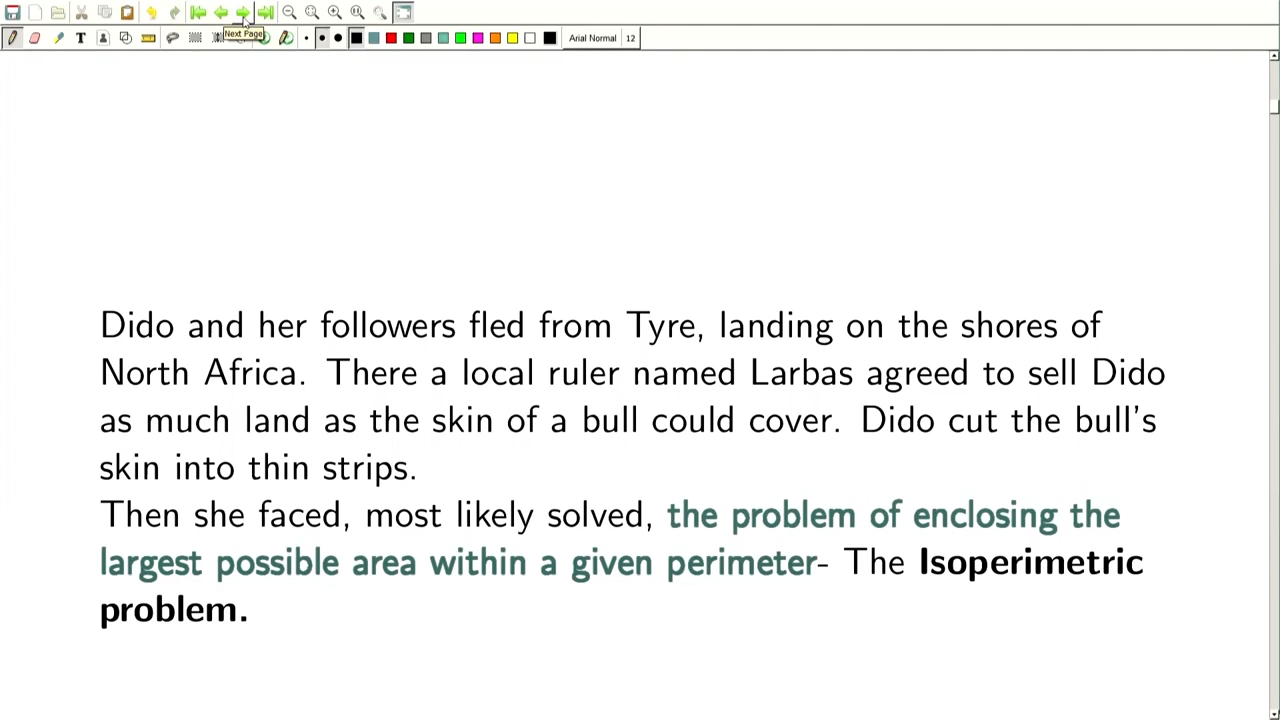 Next Page
T
Arial Normal 12
Dido and her followers fled from Tyre, landing on the shores of
North Africa. There a local ruler named Larbas agreed to sell Dido
as much land as the skin of a bull could cover. Dido cut the bull's
skin into thin strips.
Then she faced, most likely solved, the problem of enclosing the
largest possible area within a given perimeter- The Isoperimetric
problem.